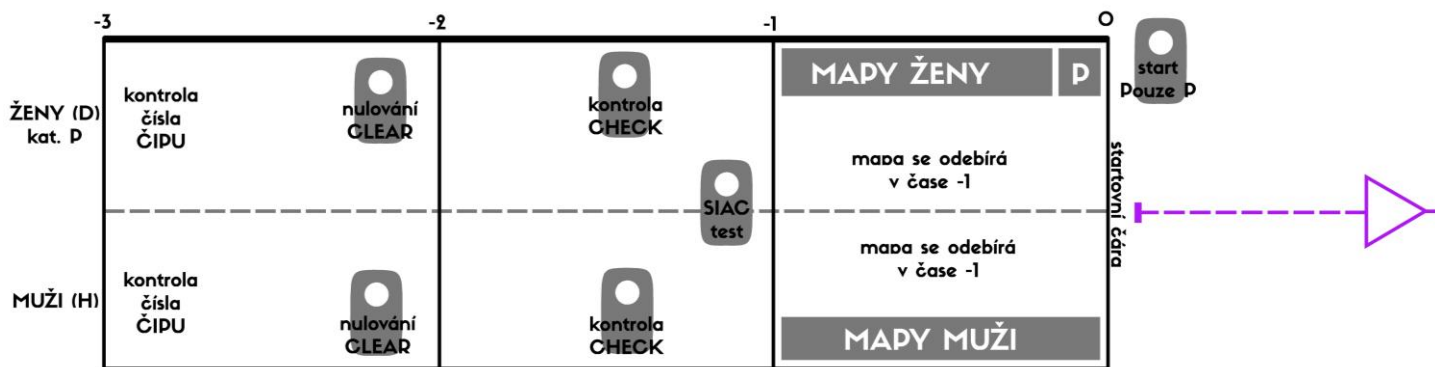 -3
-2
-1
0
ŽENY (D)
kat. P
kontrola
čísla
ČIPU
nulování
CLEAR
kontrola
CHECK
MAPY ŽENY
P
start
Pouze P
mapa se odebírá
v čase -1
SIAC
test
startovní čára
MUŽI (H)
kontrola
čísla
ČIPU
nulování
CLEAR
kontrola
CHECK
mapa se odebírá
v čase -1
MAPY MUŽI